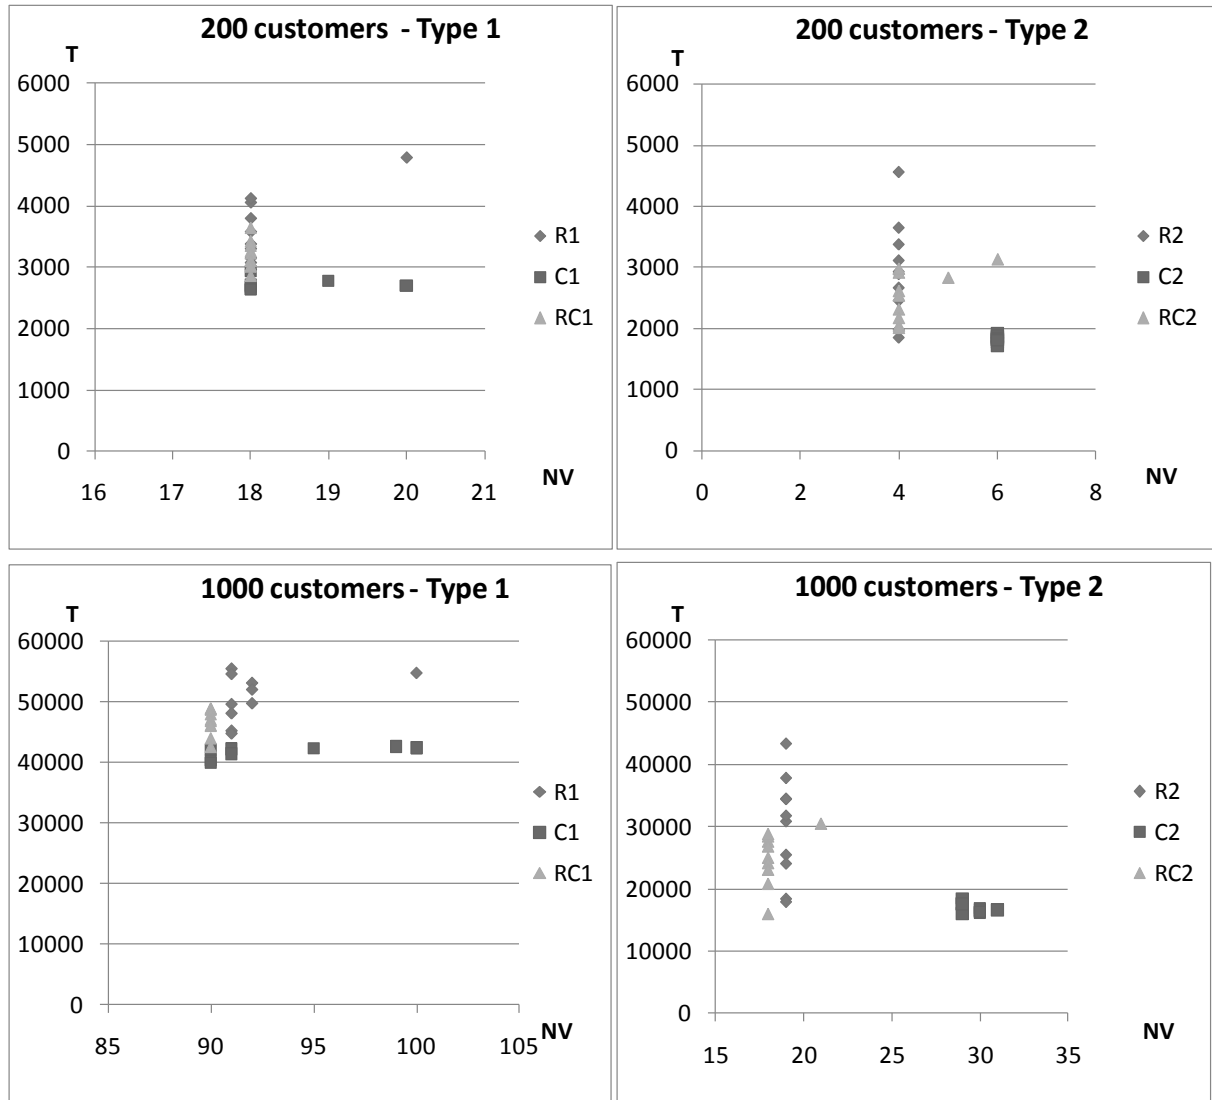 200 customers - Type 1
T
6000
5000
4000
3000
2000
1000
0
16 17 18 19 20 21
NV
R1
C1
RC1
200 customers - Type 2
T
6000
5000
4000
3000
2000
1000
0
0 2 4 6 8
NV
R2
C2
RC2
1000 customers - Type 1
T
60000
50000
40000
30000
20000
10000
0
85 90 95 100 105
NV
R1
C1
RC1
1000 customers - Type 2
T
60000
50000
40000
30000
20000
10000
0
15 20 25 30 35
NV
R2
C2
RC2